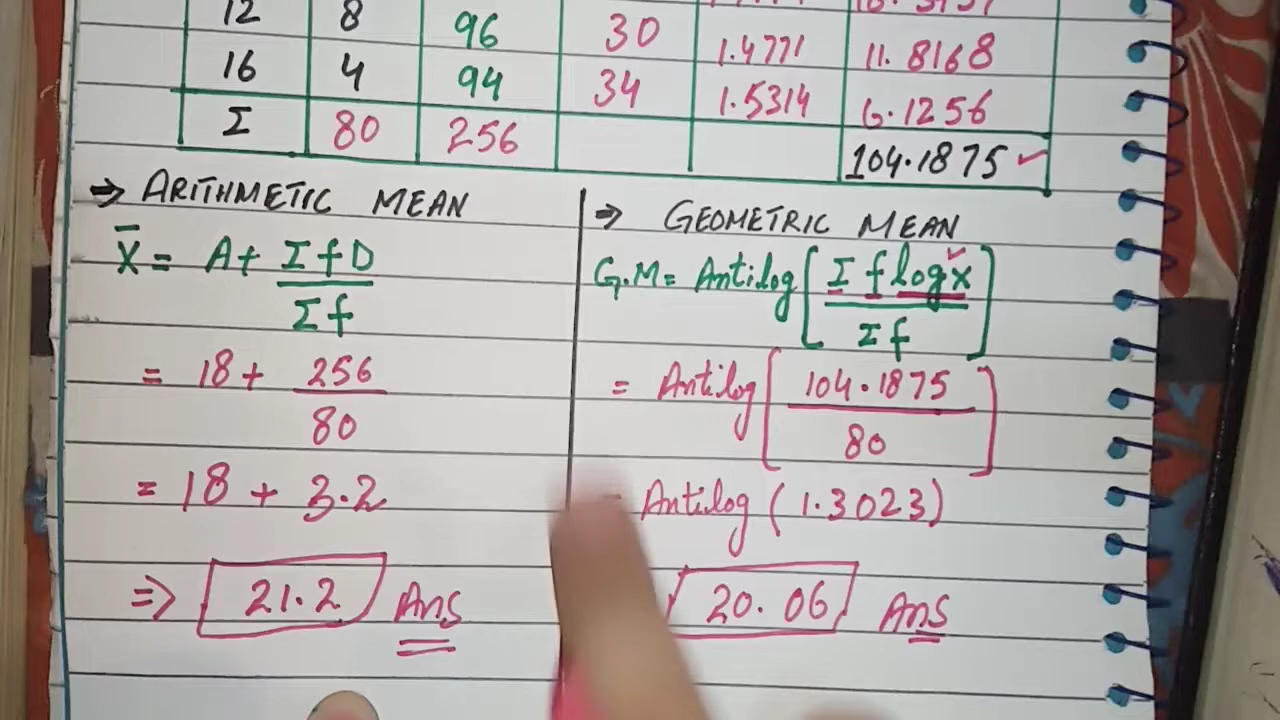 12 8 96 30 1.4771 11.8168
16 4 94 34 1.5314 6.1256
Σ 80 256 104.1875 ✓
⇒ ARITHMETIC MEAN
X̄ = A + ΣfD / Σf
= 18 + 256 / 80
= 18 + 3.2
⇒ 21.2 Ans
⇒ GEOMETRIC MEAN
G.M = Antilog [ Σ f log x / Σf ]
= Antilog [ 104.1875 / 80 ]
= Antilog (1.3023)
20.06 Ans